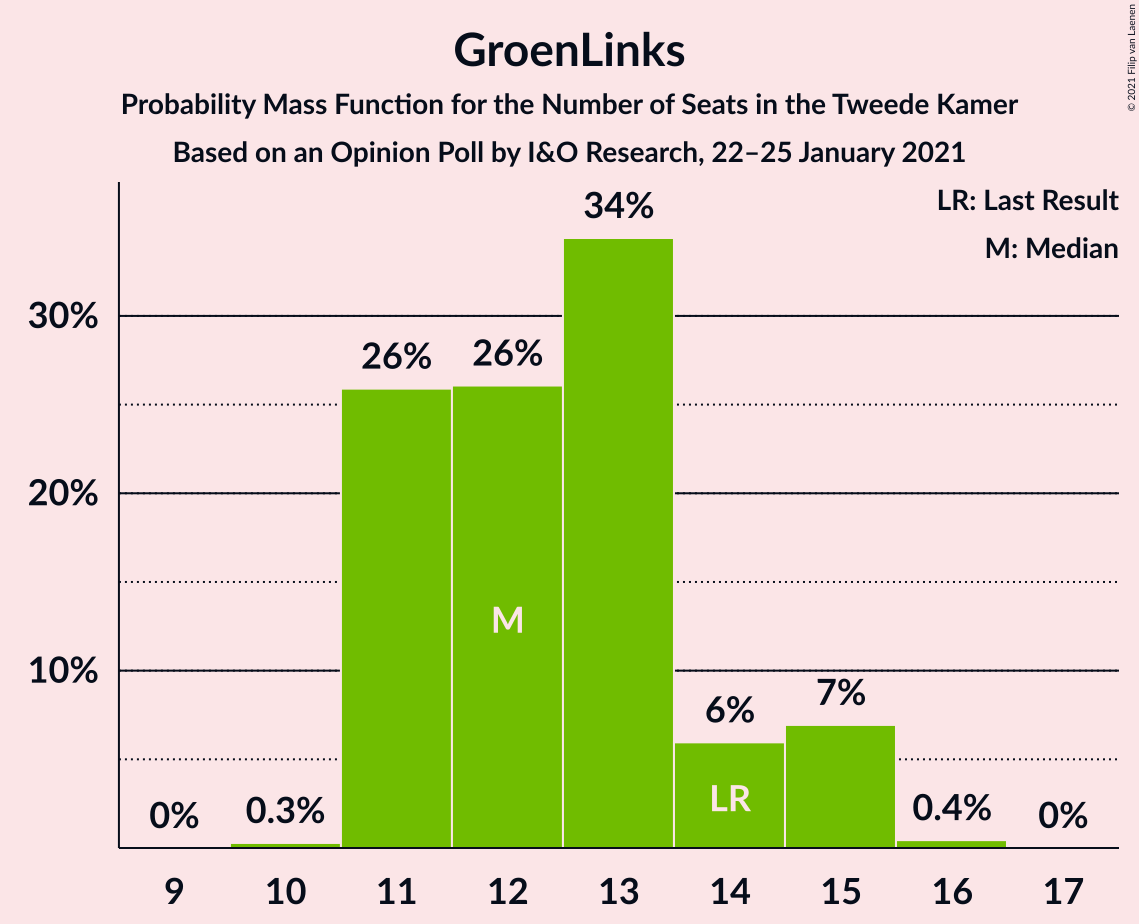 © 2021 Filip van Laenen
GroenLinks
Probability Mass Function for the Number of Seats in the Tweede Kamer
Based on an Opinion Poll by I&O Research, 22–25 January 2021
LR: Last Result
M: Median
30%
20%
10%
0%
0.3%
26%
26%
34%
6%
7%
0.4%
0%
M
LR
9 10 11 12 13 14 15 16 17